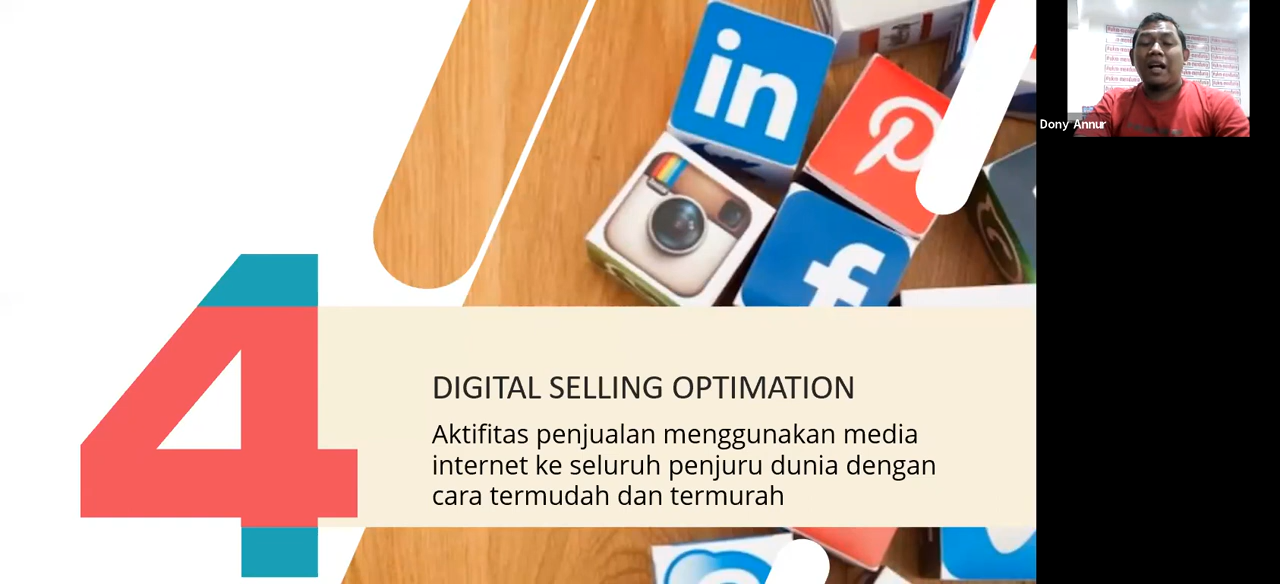 in
f
4
DIGITAL SELLING OPTIMATION
Aktifitas penjualan menggunakan media
internet ke seluruh penjuru dunia dengan
cara termudah dan termurah
Dony Annur